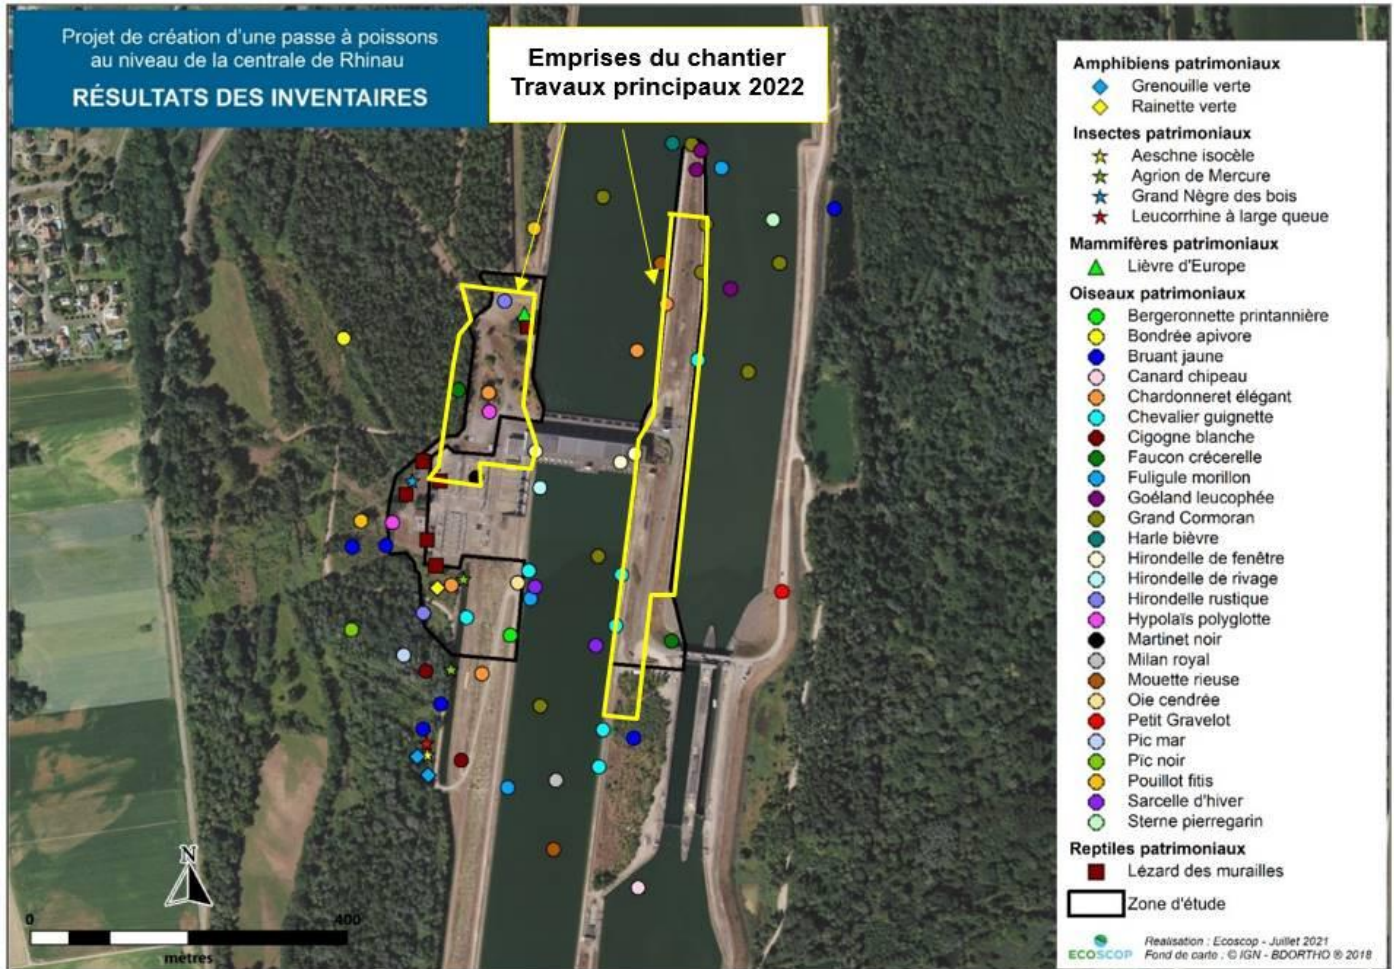 Projet de création d'une passe à poissons
au niveau de la centrale de Rhinau
RÉSULTATS DES INVENTAIRES
Emprises du chantier
Travaux principaux 2022
Amphibiens patrimoniaux
Grenouille verte
Rainette verte
Insectes patrimoniaux
Aeschne isocèle
Agrion de Mercure
Grand Nègre des bois
Leucorrhine à large queue
Mammifères patrimoniaux
Lièvre d'Europe
Oiseaux patrimoniaux
Bergeronnette printannière
Bondrée apivore
Bruant jaune
Canard chipeau
Chardonneret élégant
Chevalier guignette
Cigogne blanche
Faucon crécerelle
Fuligule morillon
Goéland leucophée
Grand Cormoran
Harle bièvre
Hirondelle de fenêtre
Hirondelle de rivage
Hirondelle rustique
Hypolaïs polyglotte
Martinet noir
Milan royal
Mouette rieuse
Oie cendrée
Petit Gravelot
Pic mar
Pic noir
Pouillot fitis
Sarcelle d'hiver
Sterne pierregarin
Reptiles patrimoniaux
Lézard des murailles
Zone d'étude
ECOSCOP
Realisation : Ecoscop - Juillet 2021
Fond de carte : © IGN - BDORTHO ® 2018
N
0 400
metres